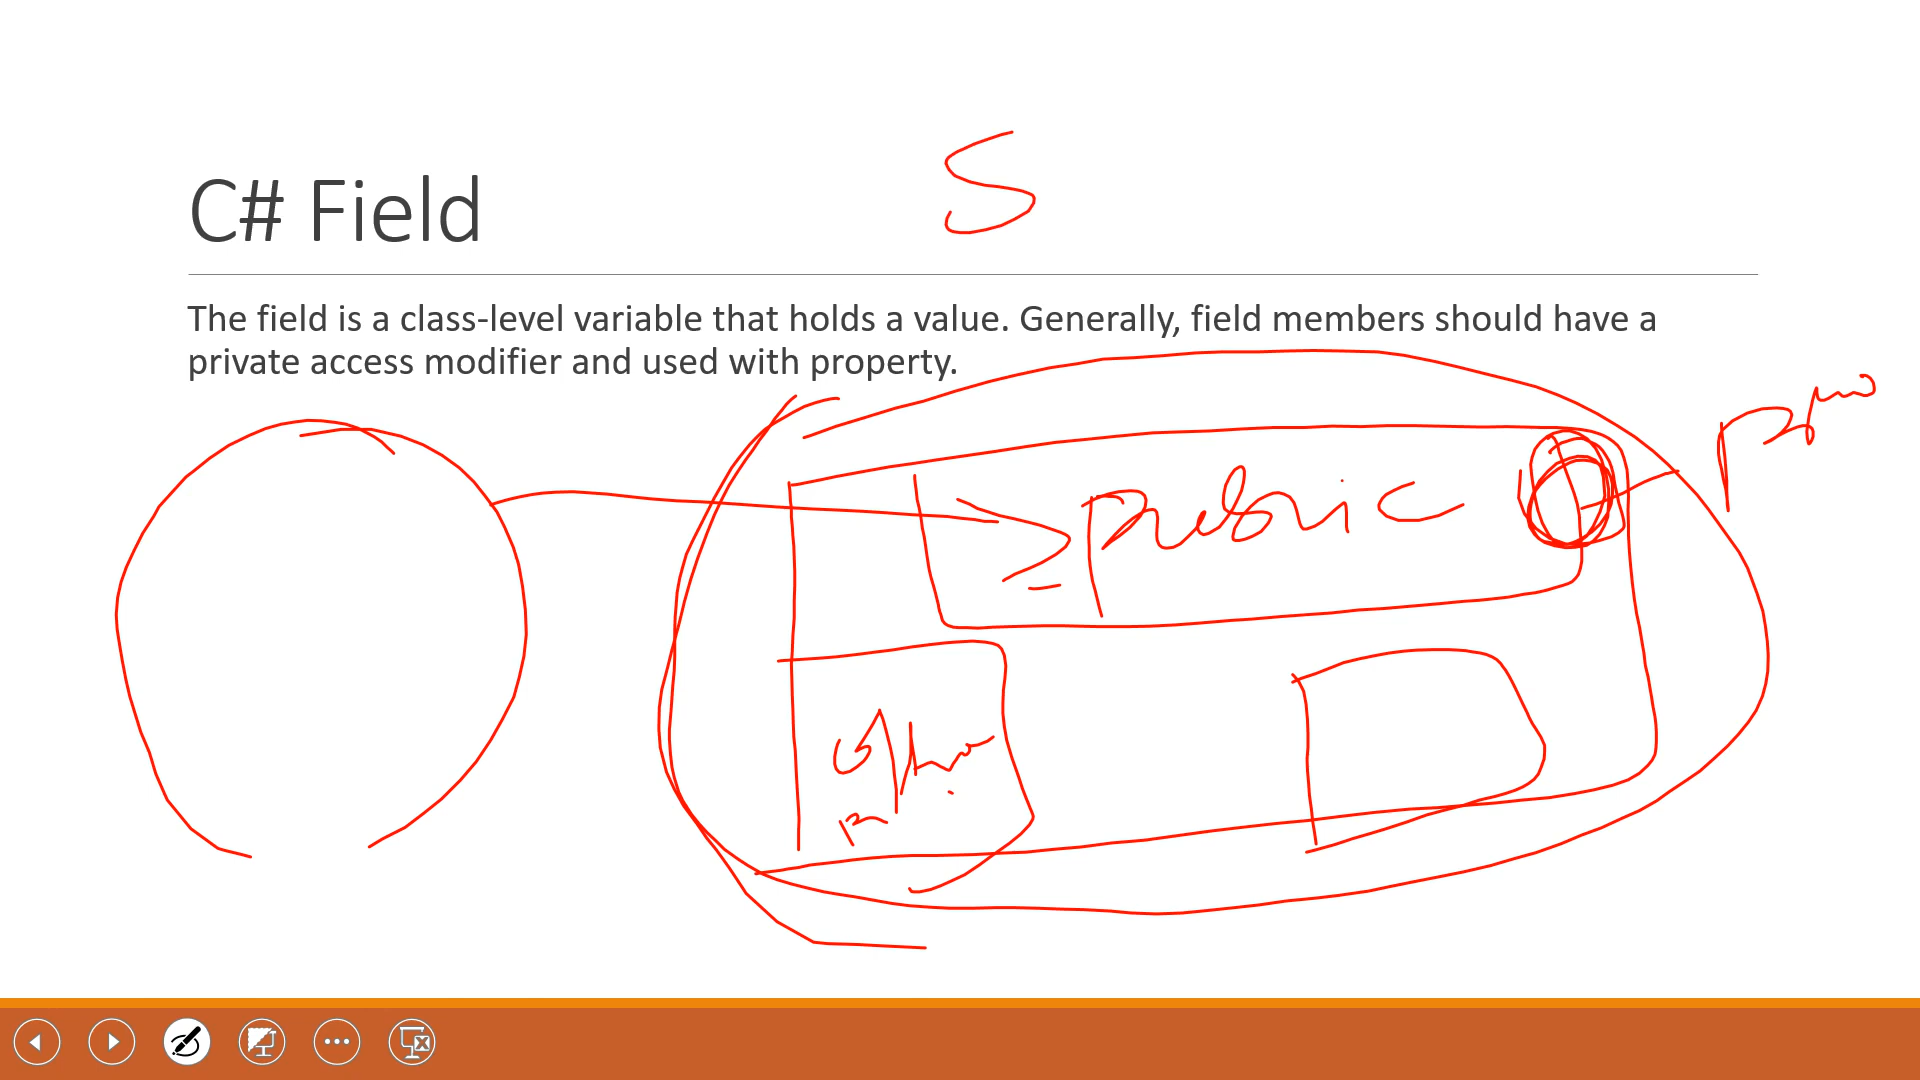 S
C# Field
The field is a class-level variable that holds a value. Generally, field members should have a
private access modifier and used with property.
Public